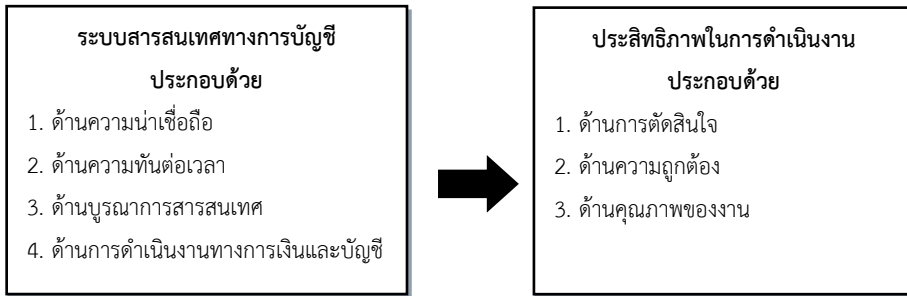 ระบบสารสนเทศทางการบัญชี
ประกอบด้วย
1. ด้านความน่าเชื่อถือ
2. ด้านความทันต่อเวลา
3. ด้านบูรณาการสารสนเทศ
4. ด้านการดำเนินงานทางการเงินและบัญชี
ประสิทธิภาพในการดำเนินงาน
ประกอบด้วย
1. ด้านการตัดสินใจ
2. ด้านความถูกต้อง
3. ด้านคุณภาพของงาน